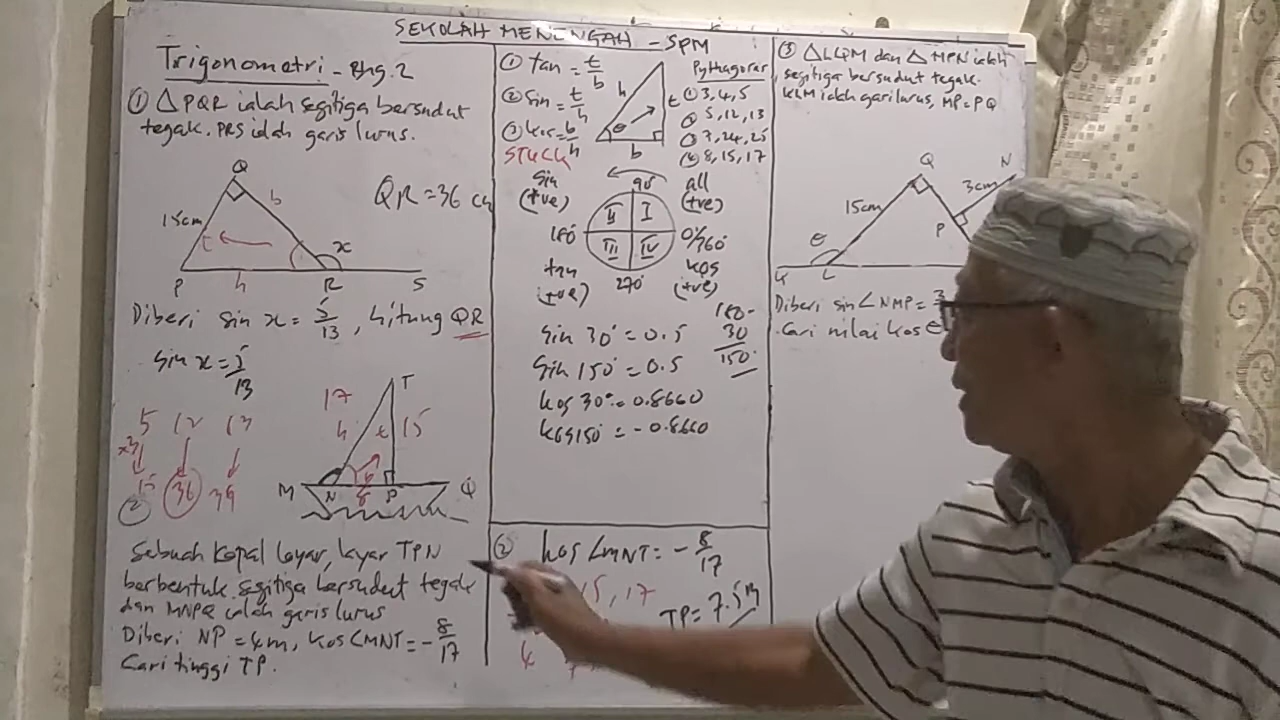 SEKOLAH MENENGAH - SPM
Trigonometri - Bhg. 2
① △ PQR ialah segitiga bersudut
tegak. PRS ialah garis lurus.
Q
15cm
b
QR = 36 cm
t
x
P
h
R
S
Diberi sin x = 5/13, hitung QR
sin x = 5/13
5 12 13
x3
15 36 39
T
17
h
t
15
M
N
b
8
P
Q
②
Sebuah kapal layar, layar TPN
berbentuk segitiga bersudut tegak
dan MNPQ ialah garis lurus
Diberi NP = 4m, kos∠MNT = -8/17
Cari tinggi TP.
① tan = t/b
② sin = t/h
③ kos = b/h
h
t
θ
b
Pythagoras
① 3, 4, 5
② 5, 12, 13
③ 7, 24, 25
④ 8, 15, 17
sin
(+ve)
90°
all
(+ve)
II
I
180°
0°/360°
III
IV
tan
(+ve)
270°
kos
(+ve)
sin 30° = 0.5
sin 150° = 0.5
kos 30° = 0.8660
kos 150° = -0.8660
180-
30
150
② kos ∠MNT = -8/17
15, 17
TP = 7.5m
4
③ △LQM dan △ MPN ialah
segitiga bersudut tegak.
KLM ialah garis lurus, MP = PQ
Q
N
15cm
3cm
P
θ
K
L
Diberi sin∠NMP = 3
Cari nilai kos θ